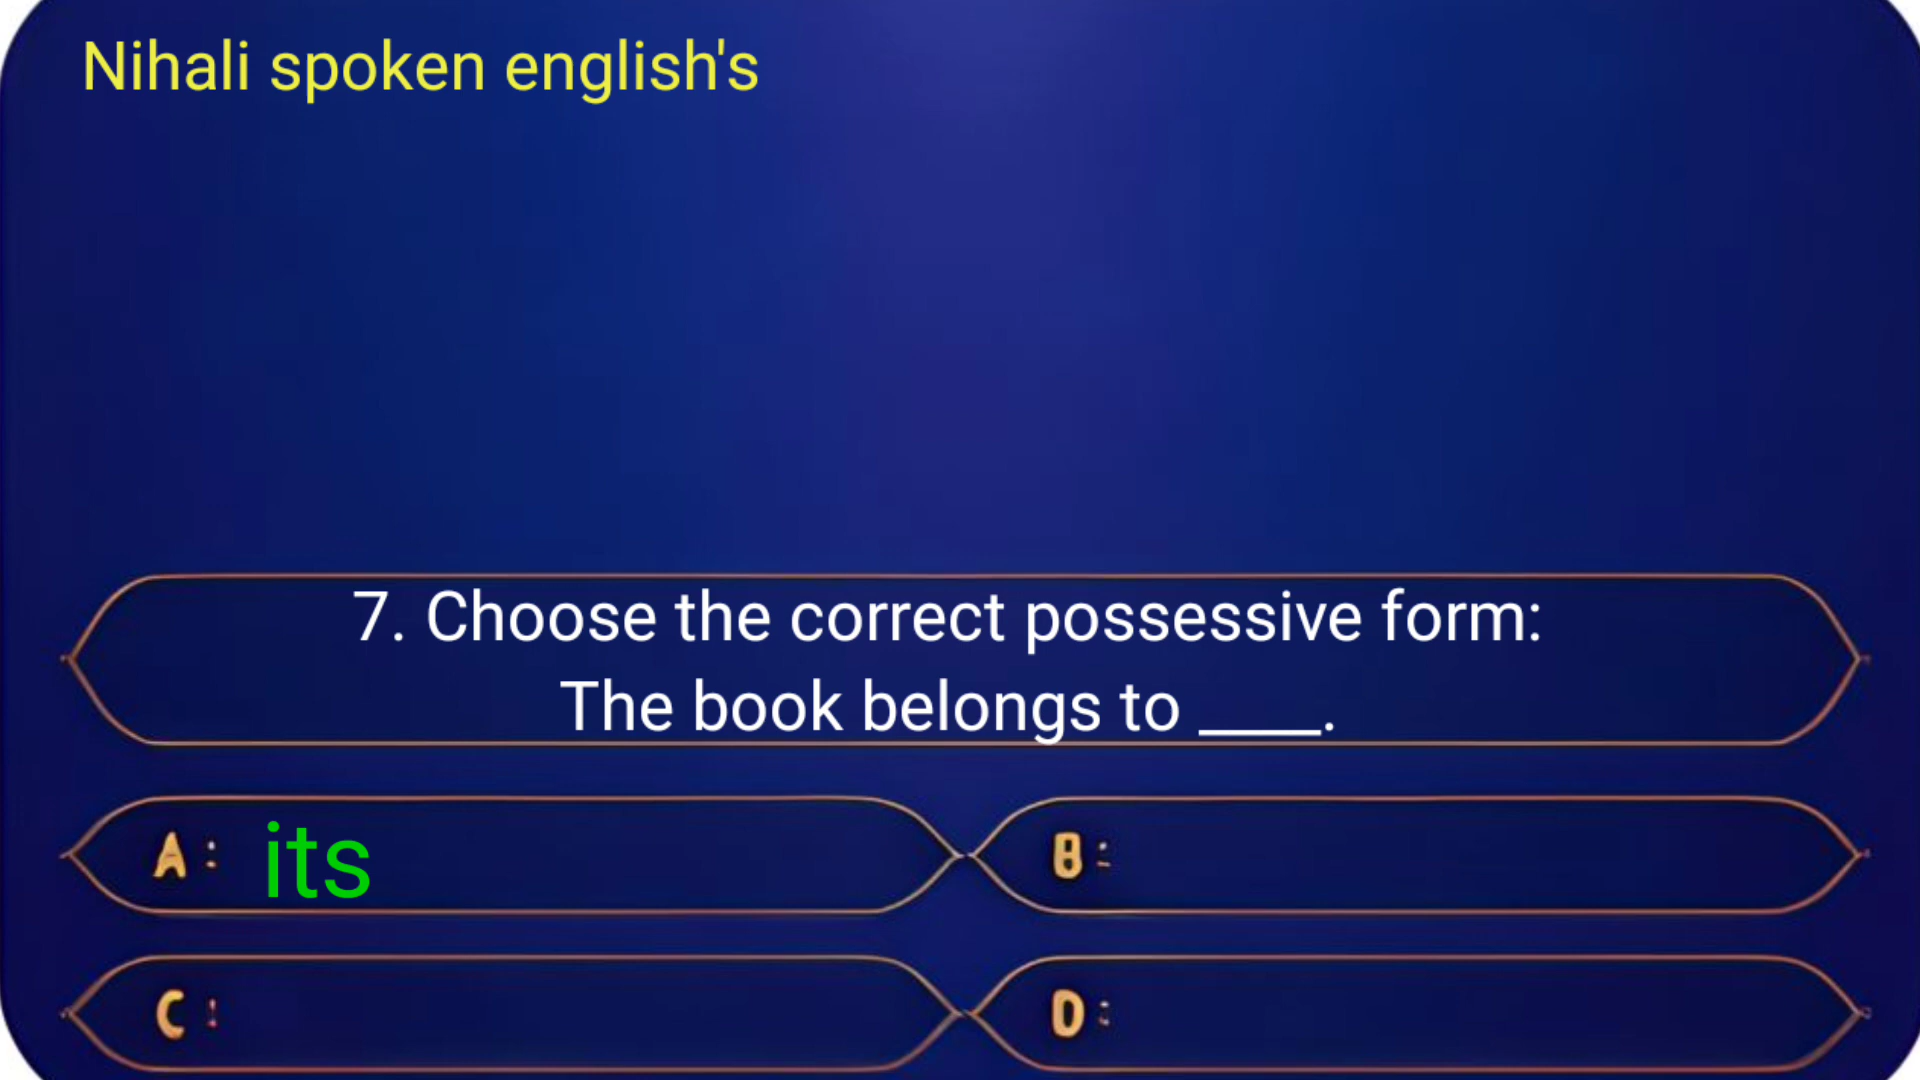 Nihali spoken english's
7. Choose the correct possessive form:
The book belongs to ____.
A: its
B:
C:
D: